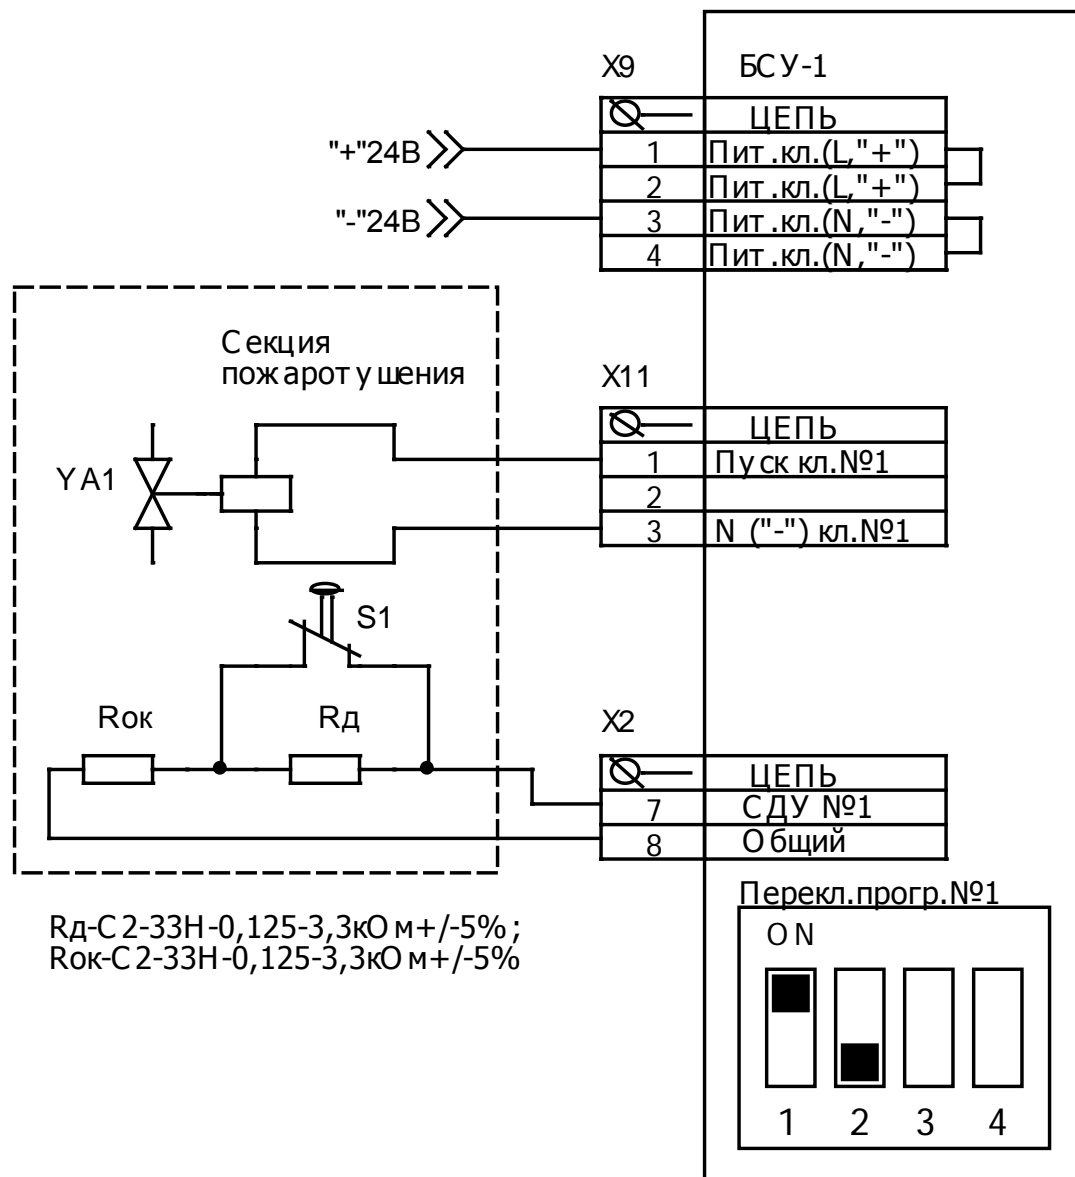 X9
БСУ-1
ЦЕПЬ
"+"24В
1 Пит.кл.(L,"+")
2 Пит.кл.(L,"+")
"-"24В
3 Пит.кл.(N,"-")
4 Пит.кл.(N,"-")
Секция
пожаротушения
X11
ЦЕПЬ
1 Пуск кл.№1
2
3 N ("-") кл.№1
YA1
S1
Rок
Rд
X2
ЦЕПЬ
7 СДУ №1
8 Общий
Rд-С2-33Н-0,125-3,3кОм+/-5%;
Rок-С2-33Н-0,125-3,3кОм+/-5%
Перекл.прогр.№1
ON
1 2 3 4